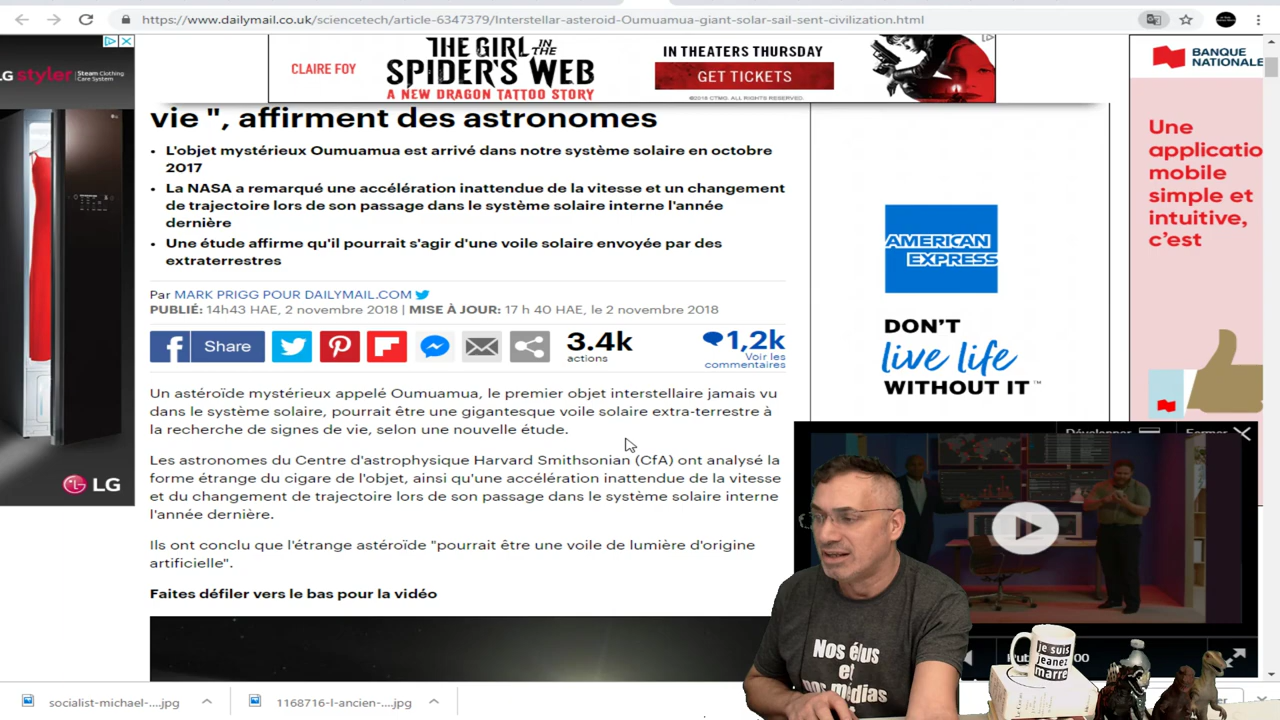 https://www.dailymail.co.uk/sciencetech/article-6347379/Interstellar-asteroid-Oumuamua-giant-solar-sail-sent-civilization.html
LG styler Steam Clothing
Care System
CLAIRE FOY
THE GIRL IN THE
SPIDER'S WEB
A NEW DRAGON TATTOO STORY
IN THEATERS THURSDAY
GET TICKETS
BANQUE
NATIONALE
vie ", affirment des astronomes
• L'objet mystérieux Oumuamua est arrivé dans notre système solaire en octobre
2017
• La NASA a remarqué une accélération inattendue de la vitesse et un changement
de trajectoire lors de son passage dans le système solaire interne l'année
dernière
• Une étude affirme qu'il pourrait s'agir d'une voile solaire envoyée par des
extraterrestres
Par MARK PRIGG POUR DAILYMAIL.COM
PUBLIÉ: 14h43 HAE, 2 novembre 2018 | MISE À JOUR: 17 h 40 HAE, le 2 novembre 2018
Share
3.4k
actions
1,2k
Voir les
commentaires
Un astéroïde mystérieux appelé Oumuamua, le premier objet interstellaire jamais vu
dans le système solaire, pourrait être une gigantesque voile solaire extra-terrestre à
la recherche de signes de vie, selon une nouvelle étude.
Les astronomes du Centre d'astrophysique Harvard Smithsonian (CfA) ont analysé la
forme étrange du cigare de l'objet, ainsi qu'une accélération inattendue de la vitesse
et du changement de trajectoire lors de son passage dans le système solaire interne
l'année dernière.
Ils ont conclu que l'étrange astéroïde "pourrait être une voile de lumière d'origine
artificielle".
Faites défiler vers le bas pour la vidéo
LG
AMERICAN
EXPRESS
DON'T
live life
WITHOUT IT™
Une
applicatio
mobile
simple et
intuitive,
c'est
Nos élus
et
nos médias
je suis
jeanez
marre
socialist-michael-....jpg
1168716-l-ancien-....jpg